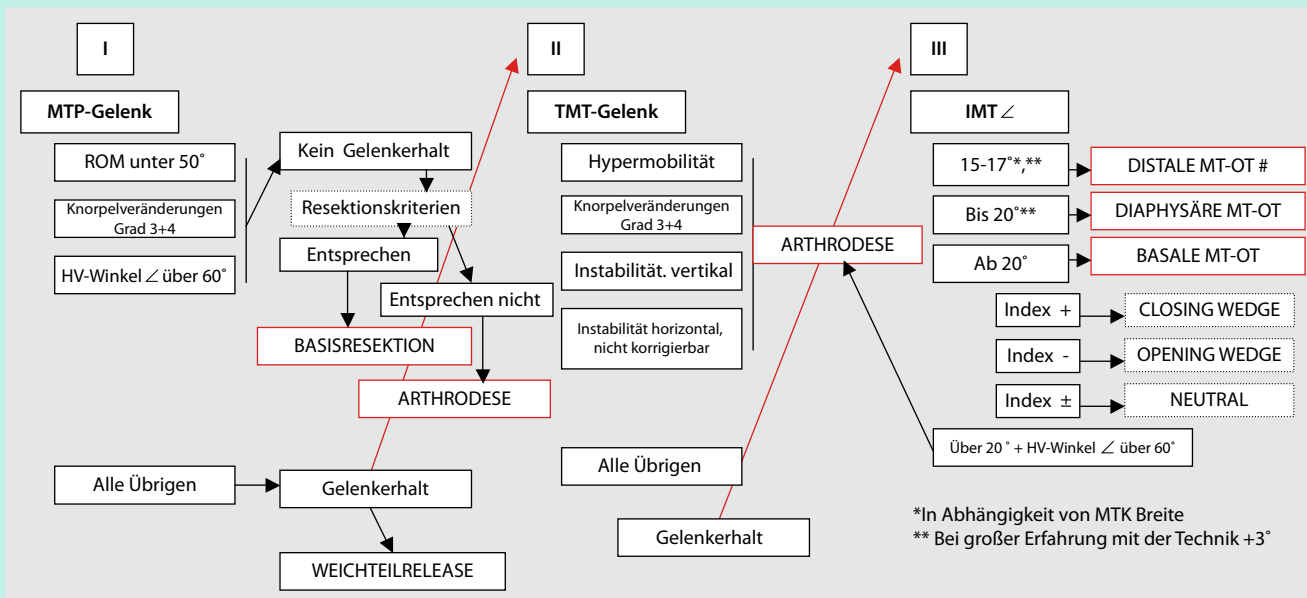 I
MTP-Gelenk
ROM unter 50˚
Knorpelveränderungen
Grad 3+4
HV-Winkel ∠ über 60˚
Kein Gelenkerhalt
Resektionskriterien
Entsprechen
Entsprechen nicht
BASISRESEKTION
ARTHRODESE
Alle Übrigen
Gelenkerhalt
WEICHTEILRELEASE
II
TMT-Gelenk
Hypermobilität
Knorpelveränderungen
Grad 3+4
Instabilität. vertikal
Instabilität horizontal,
nicht korrigierbar
ARTHRODESE
Alle Übrigen
Gelenkerhalt
III
IMT ∠
15-17˚*,**
DISTALE MT-OT #
Bis 20˚**
DIAPHYSÄRE MT-OT
Ab 20˚
BASALE MT-OT
Index +
CLOSING WEDGE
Index -
OPENING WEDGE
Index ±
NEUTRAL
Über 20 ˚ + HV-Winkel ∠ über 60˚
*In Abhängigkeit von MTK Breite
** Bei großer Erfahrung mit der Technik +3˚